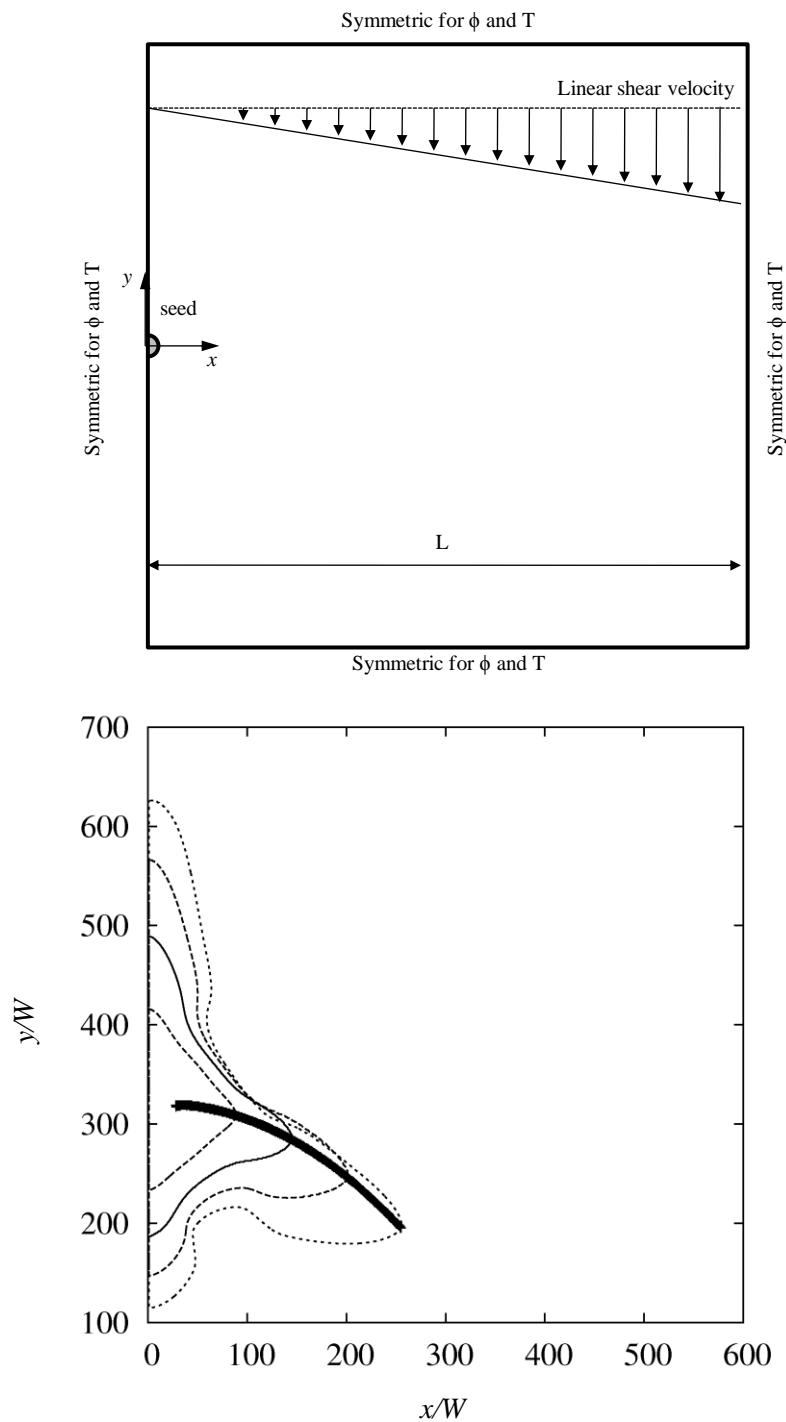 Symmetric for ϕ and T
Linear shear velocity
Symmetric for ϕ and T
y
seed
x
Symmetric for ϕ and T
L
Symmetric for ϕ and T
700
600
500
400
300
200
100
y/W
0 100 200 300 400 500 600
x/W